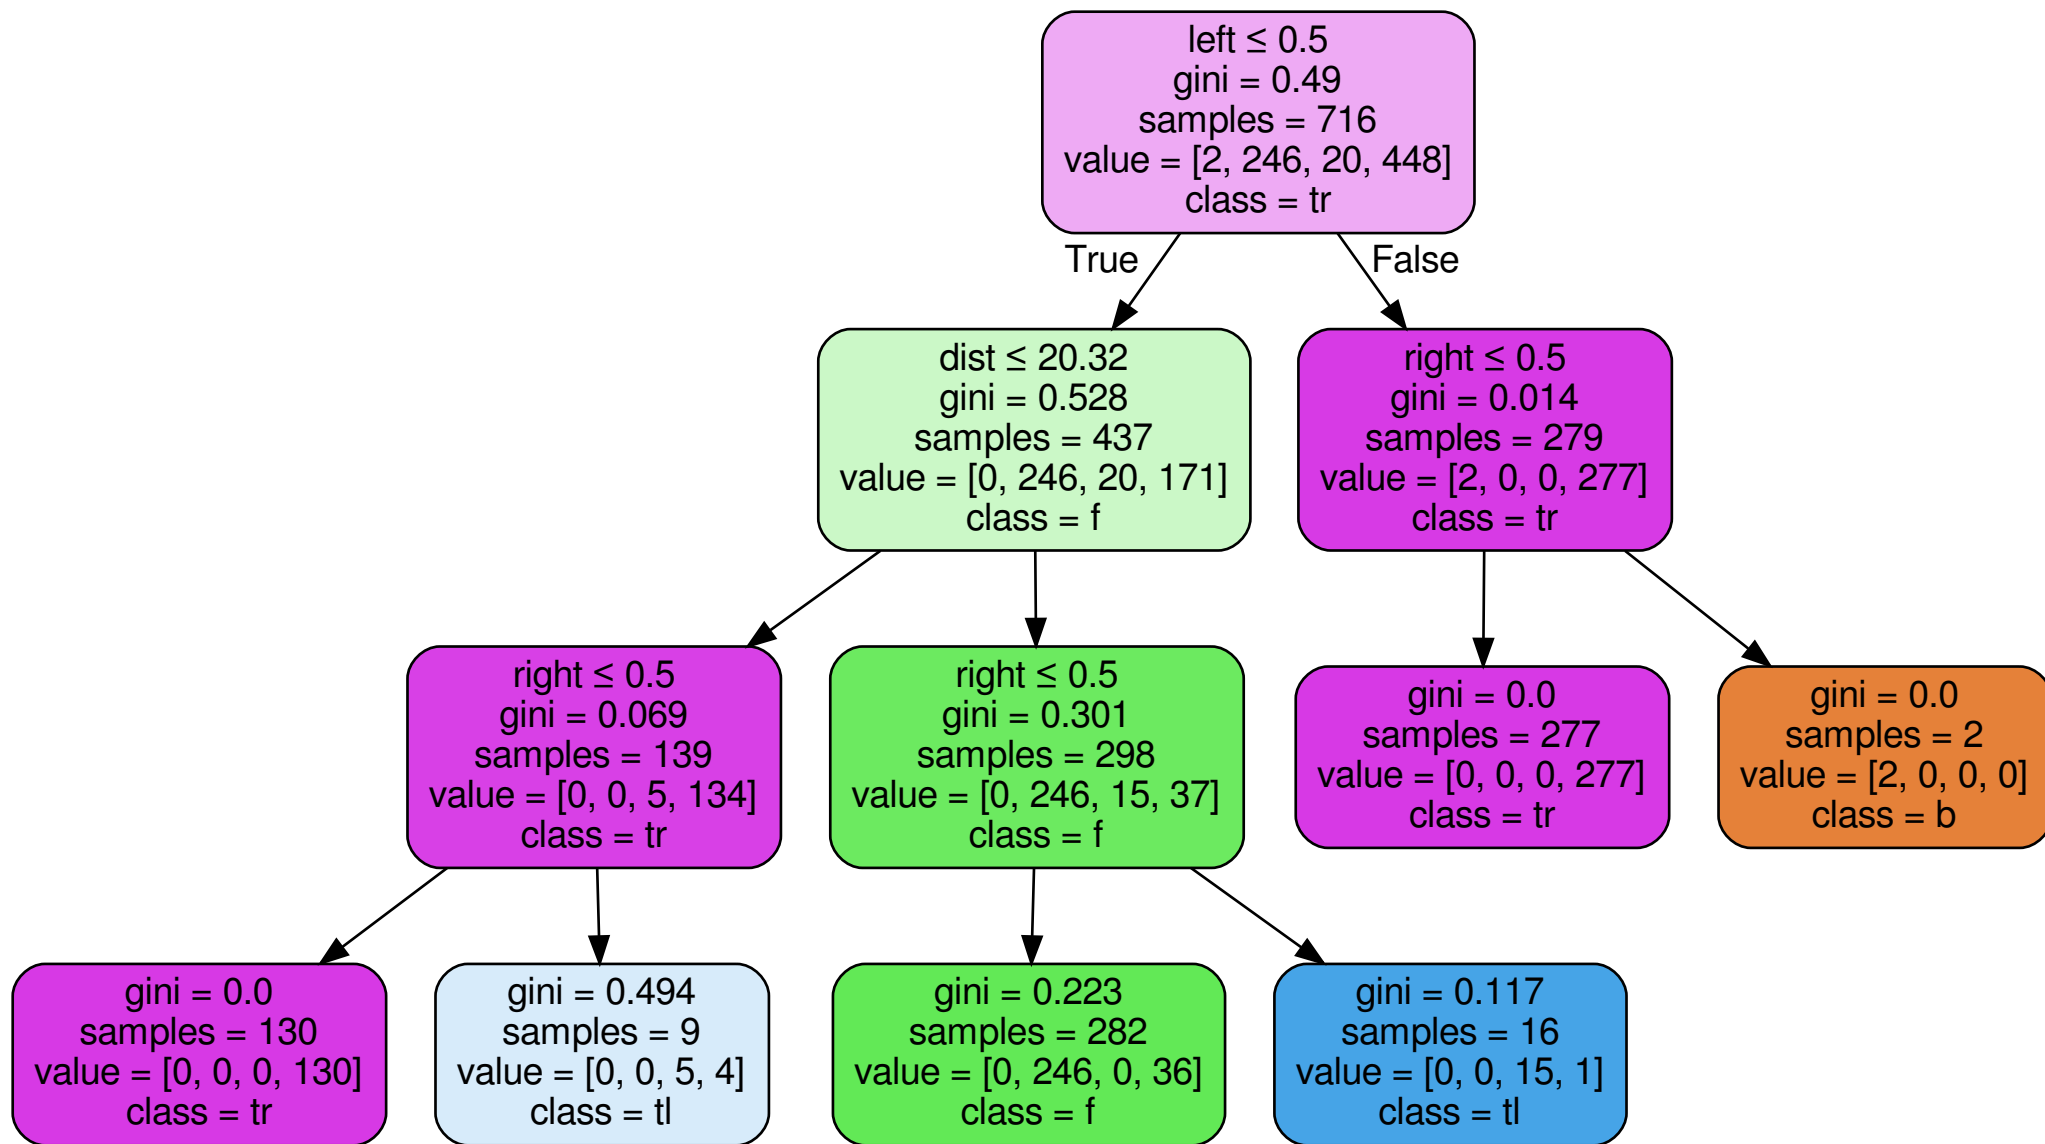 left ≤ 0.5
gini = 0.49
samples = 716
value = [2, 246, 20, 448]
class = tr
True
False
dist ≤ 20.32
gini = 0.528
samples = 437
value = [0, 246, 20, 171]
class = f
right ≤ 0.5
gini = 0.014
samples = 279
value = [2, 0, 0, 277]
class = tr
right ≤ 0.5
gini = 0.069
samples = 139
value = [0, 0, 5, 134]
class = tr
right ≤ 0.5
gini = 0.301
samples = 298
value = [0, 246, 15, 37]
class = f
gini = 0.0
samples = 277
value = [0, 0, 0, 277]
class = tr
gini = 0.0
samples = 2
value = [2, 0, 0, 0]
class = b
gini = 0.0
samples = 130
value = [0, 0, 0, 130]
class = tr
gini = 0.494
samples = 9
value = [0, 0, 5, 4]
class = tl
gini = 0.223
samples = 282
value = [0, 246, 0, 36]
class = f
gini = 0.117
samples = 16
value = [0, 0, 15, 1]
class = tl